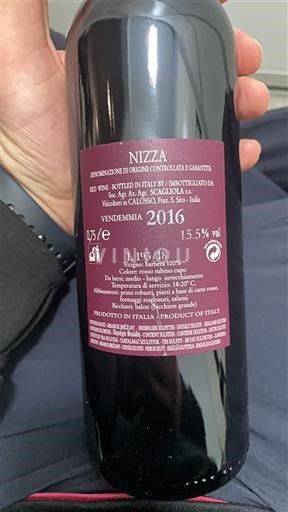 NIZZA
DENOMINAZIONE DI ORIGINE CONTROLLATA E GARANTITA
RED WINE - BOTTLED IN ITALY BY / IMBOTTIGLIATO DA
Soc. Agr. Az. Agr. SCAGLIOLA s.s.
Viticoltori in CALOSSO, Fraz. S. Siro - Italia
VENDEMMIA 2016
0,75 ℓ e 15.5% vol
L.195/18
VINIOU
Vitigno: barbera 100%
Colore: rosso rubino cupo
Da bersi: medio - lungo invecchiamento
Temperatura di servizio: 18-20° C.
Abbinamenti: primi robusti, piatti a base di carni rosse,
formaggi stagionati, salumi
Bicchieri: balon (bicchiere grande)
PRODOTTO IN ITALIA - PRODUCT OF ITALY